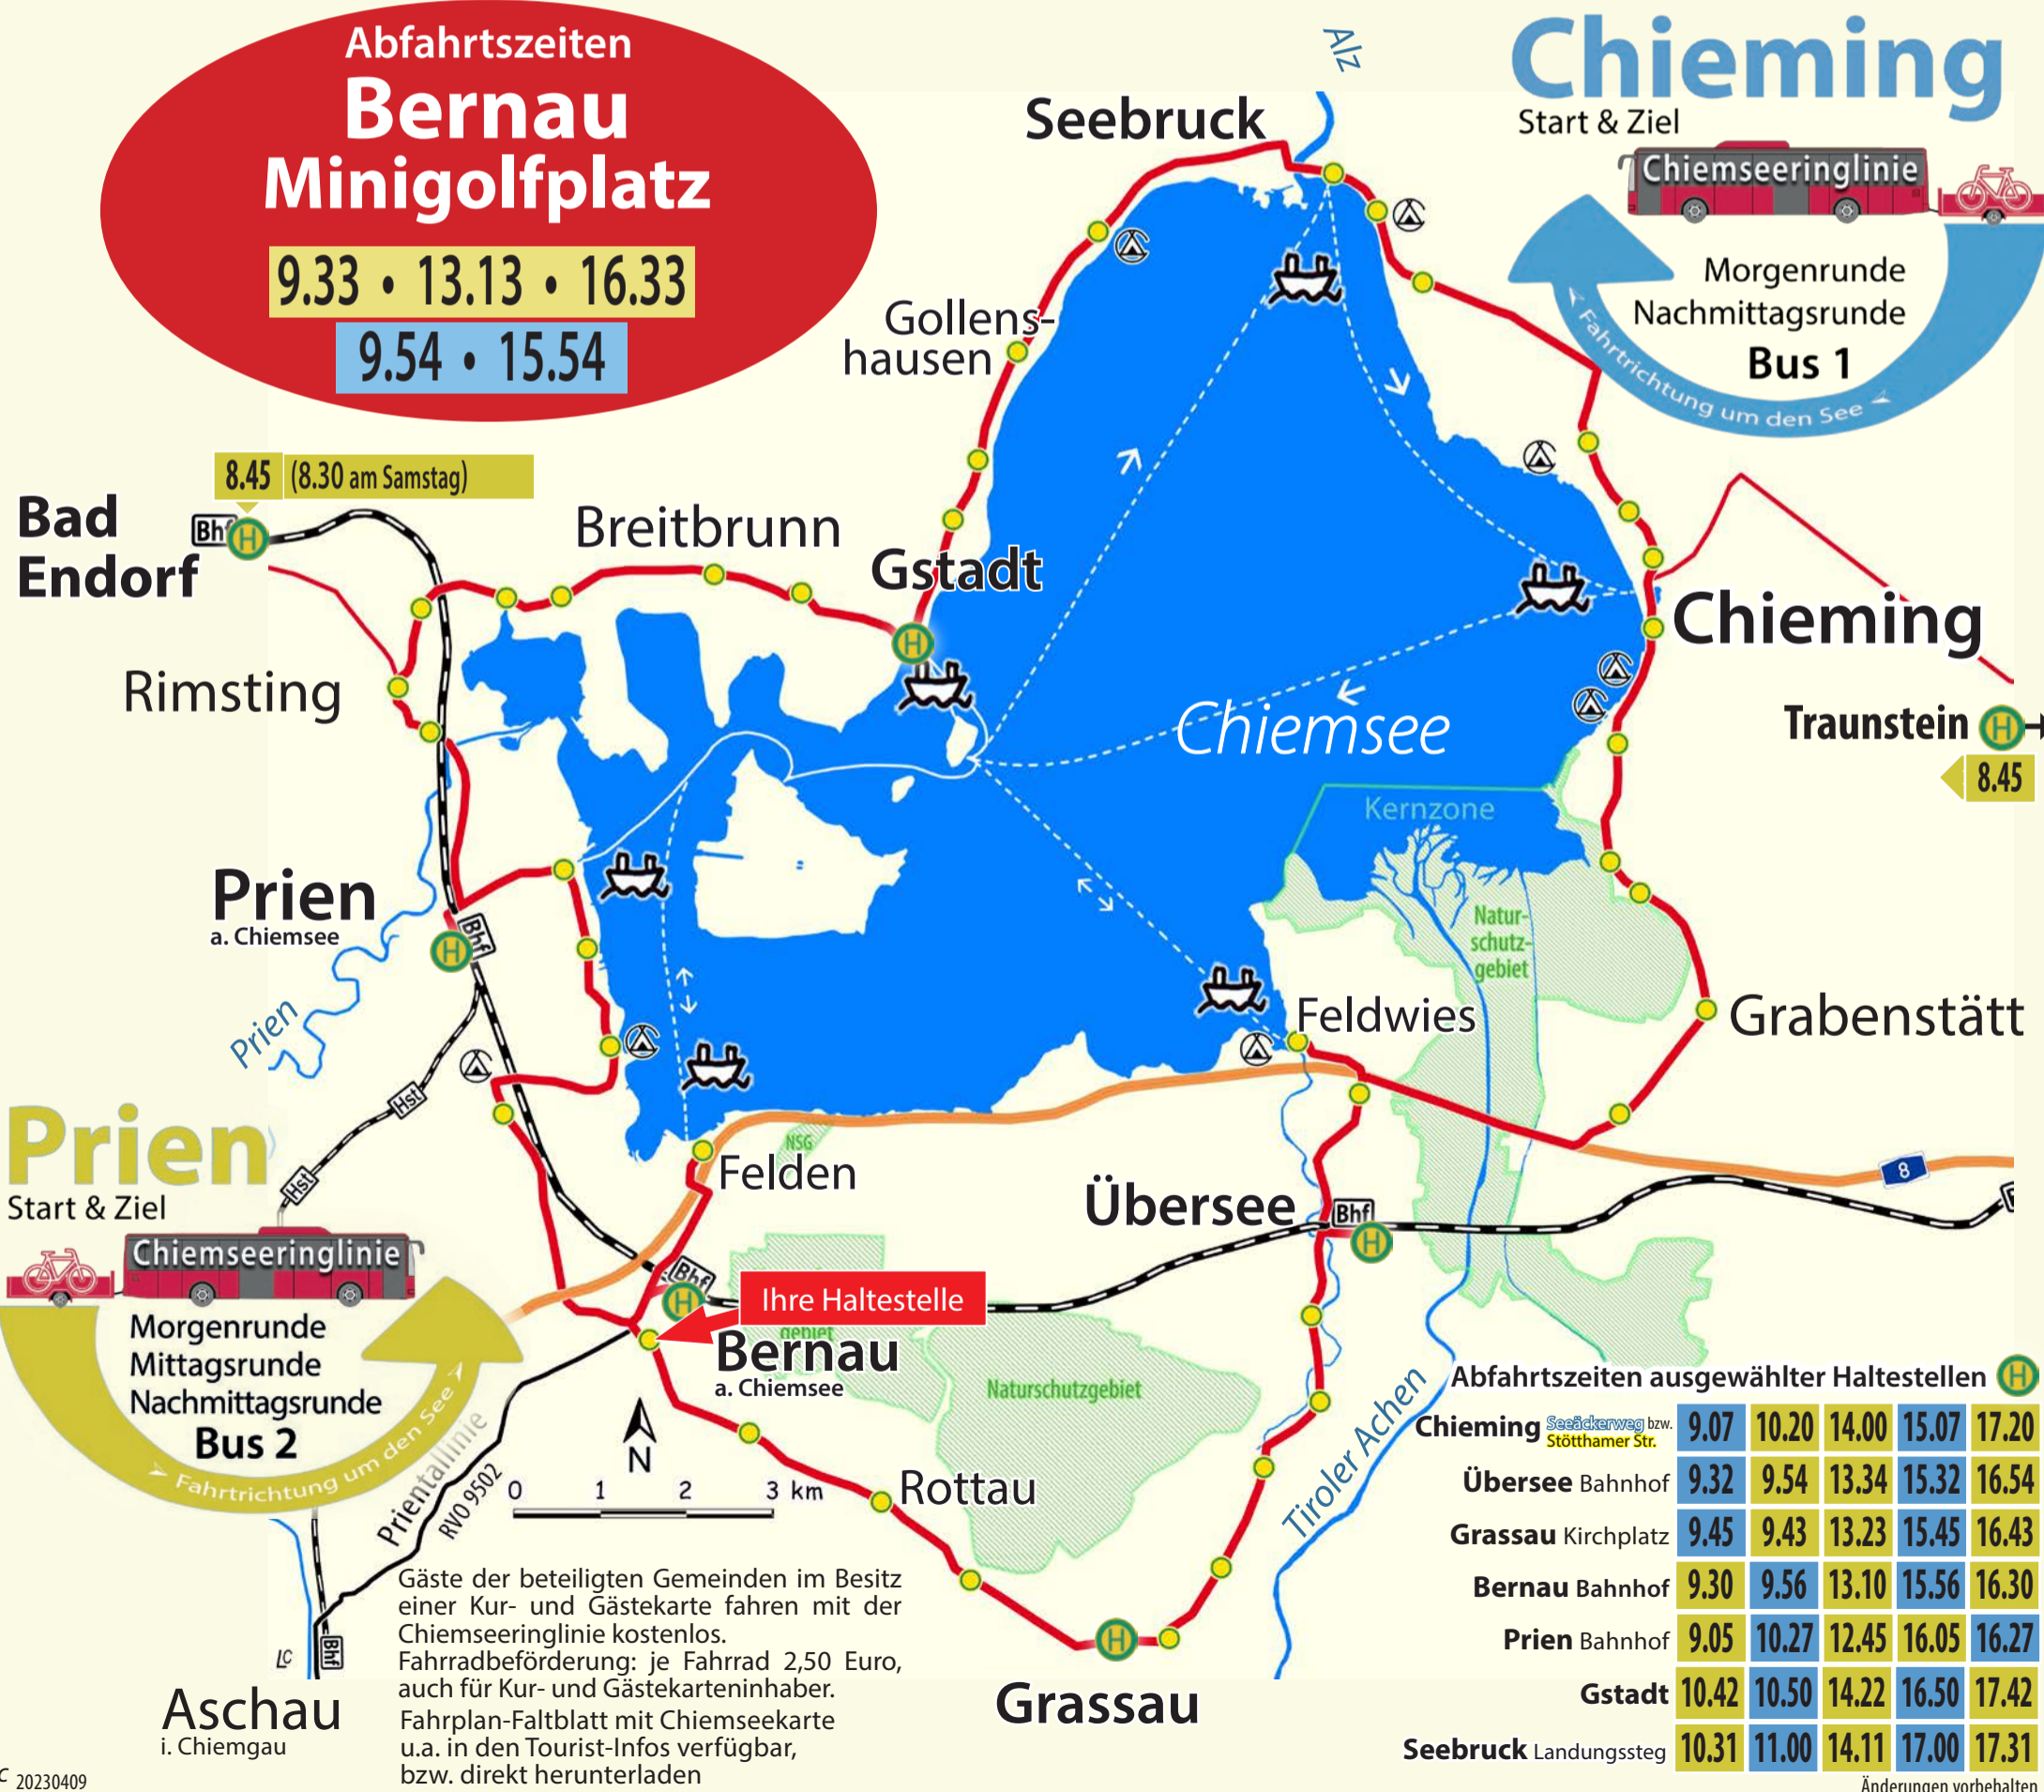 Abfahrtszeiten
Bernau
Minigolfplatz
9.33 • 13.13 • 16.33
9.54 • 15.54
Alz
Chieming
Start & Ziel
Chiemseeringlinie
Morgenrunde
Nachmittagsrunde
Bus 1
Fahrtrichtung um den See
Seebruck
Gollens-
hausen
8.45 (8.30 am Samstag)
Bad
Endorf
Bhf
H
Breitbrunn
Gstadt
H
Rimsting
Chieming
Chiemsee
Traunstein H
8.45
Kernzone
Prien
a. Chiemsee
Bhf
H
Natur-
schutz-
gebiet
Prien
Feldwies
Grabenstätt
Hst
Hst
NSG
Felden
8
Übersee
Bhf
H
Prien
Start & Ziel
Chiemseeringlinie
Morgenrunde
Mittagsrunde
Nachmittagsrunde
Bus 2
Fahrtrichtung um den See
Bhf
H
Ihre Haltestelle
gebiet
Bernau
a. Chiemsee
Naturschutzgebiet
N
0 1 2 3 km
Rottau
Prientallinie
RVO 9502
Tiroler Achen
H
Grassau
Bhf
LC
Aschau
i. Chiemgau
Gäste der beteiligten Gemeinden im Besitz
einer Kur- und Gästekarte fahren mit der
Chiemseeringlinie kostenlos.
Fahrradbeförderung: je Fahrrad 2,50 Euro,
auch für Kur- und Gästekarteninhaber.
Fahrplan-Faltblatt mit Chiemseekarte
u.a. in den Tourist-Infos verfügbar,
bzw. direkt herunterladen
Abfahrtszeiten ausgewählter Haltestellen H
Chieming Seeäckerweg bzw. Stötthamer Str. 9.07 10.20 14.00 15.07 17.20
Übersee Bahnhof 9.32 9.54 13.34 15.32 16.54
Grassau Kirchplatz 9.45 9.43 13.23 15.45 16.43
Bernau Bahnhof 9.30 9.56 13.10 15.56 16.30
Prien Bahnhof 9.05 10.27 12.45 16.05 16.27
Gstadt 10.42 10.50 14.22 16.50 17.42
Seebruck Landungssteg 10.31 11.00 14.11 17.00 17.31
Änderungen vorbehalten
20230409